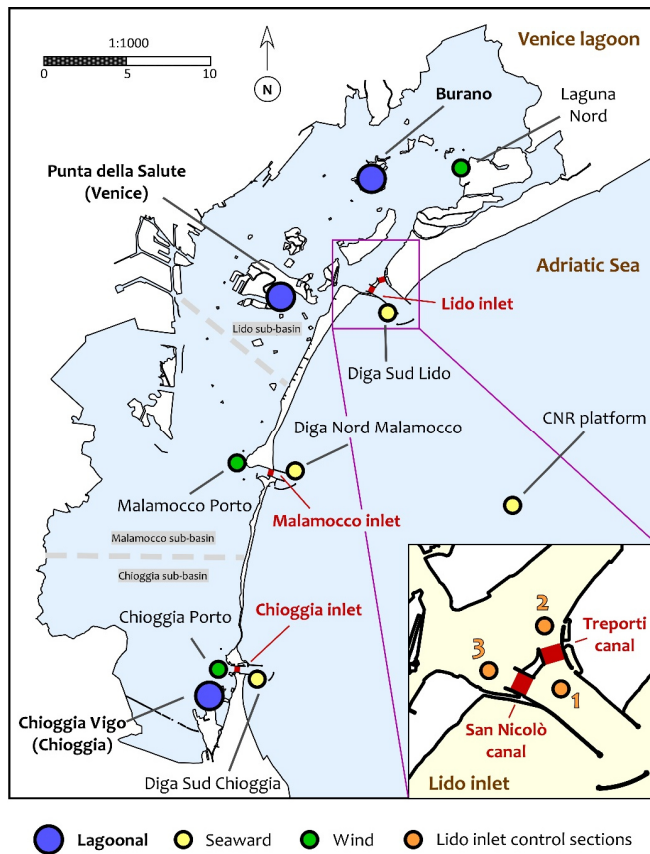 1:1000
0 5 10
N
Venice lagoon
Burano
Laguna
Nord
Punta della Salute
(Venice)
Adriatic Sea
Lido inlet
Lido sub-basin
Diga Sud Lido
CNR platform
Diga Nord Malamocco
Malamocco Porto
Malamocco inlet
Malamocco sub-basin
Chioggia sub-basin
Chioggia Porto
Chioggia inlet
Chioggia Vigo
(Chioggia)
Diga Sud Chioggia
2
Treporti
canal
3
1
San Nicolò
canal
Lido inlet
Lagoonal Seaward Wind Lido inlet control sections